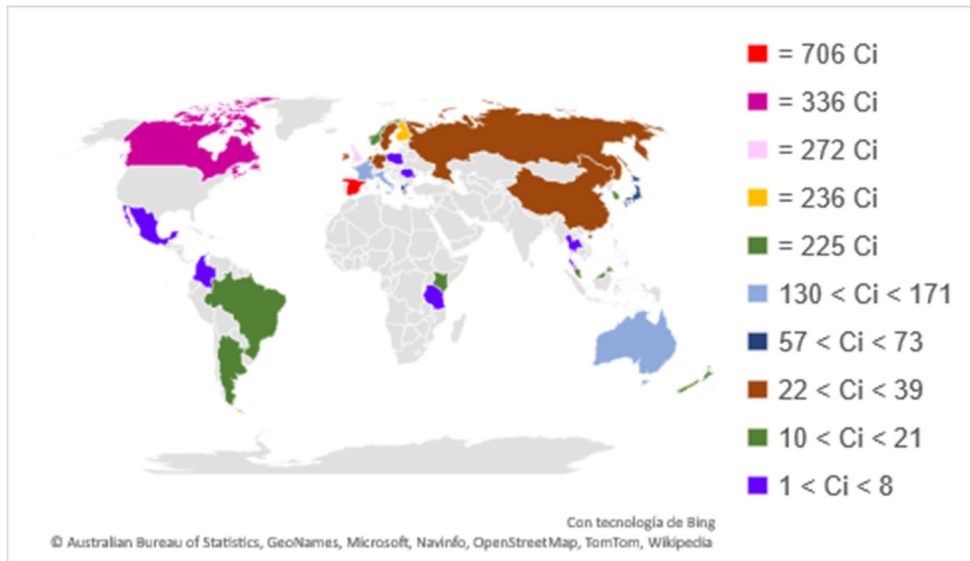 = 706 Ci
= 336 Ci
= 272 Ci
= 236 Ci
= 225 Ci
130 < Ci < 171
57 < Ci < 73
22 < Ci < 39
10 < Ci < 21
1 < Ci < 8
Con tecnología de Bing
© Australian Bureau of Statistics, GeoNames, Microsoft, Navinfo, OpenStreetMap, TomTom, Wikipedia